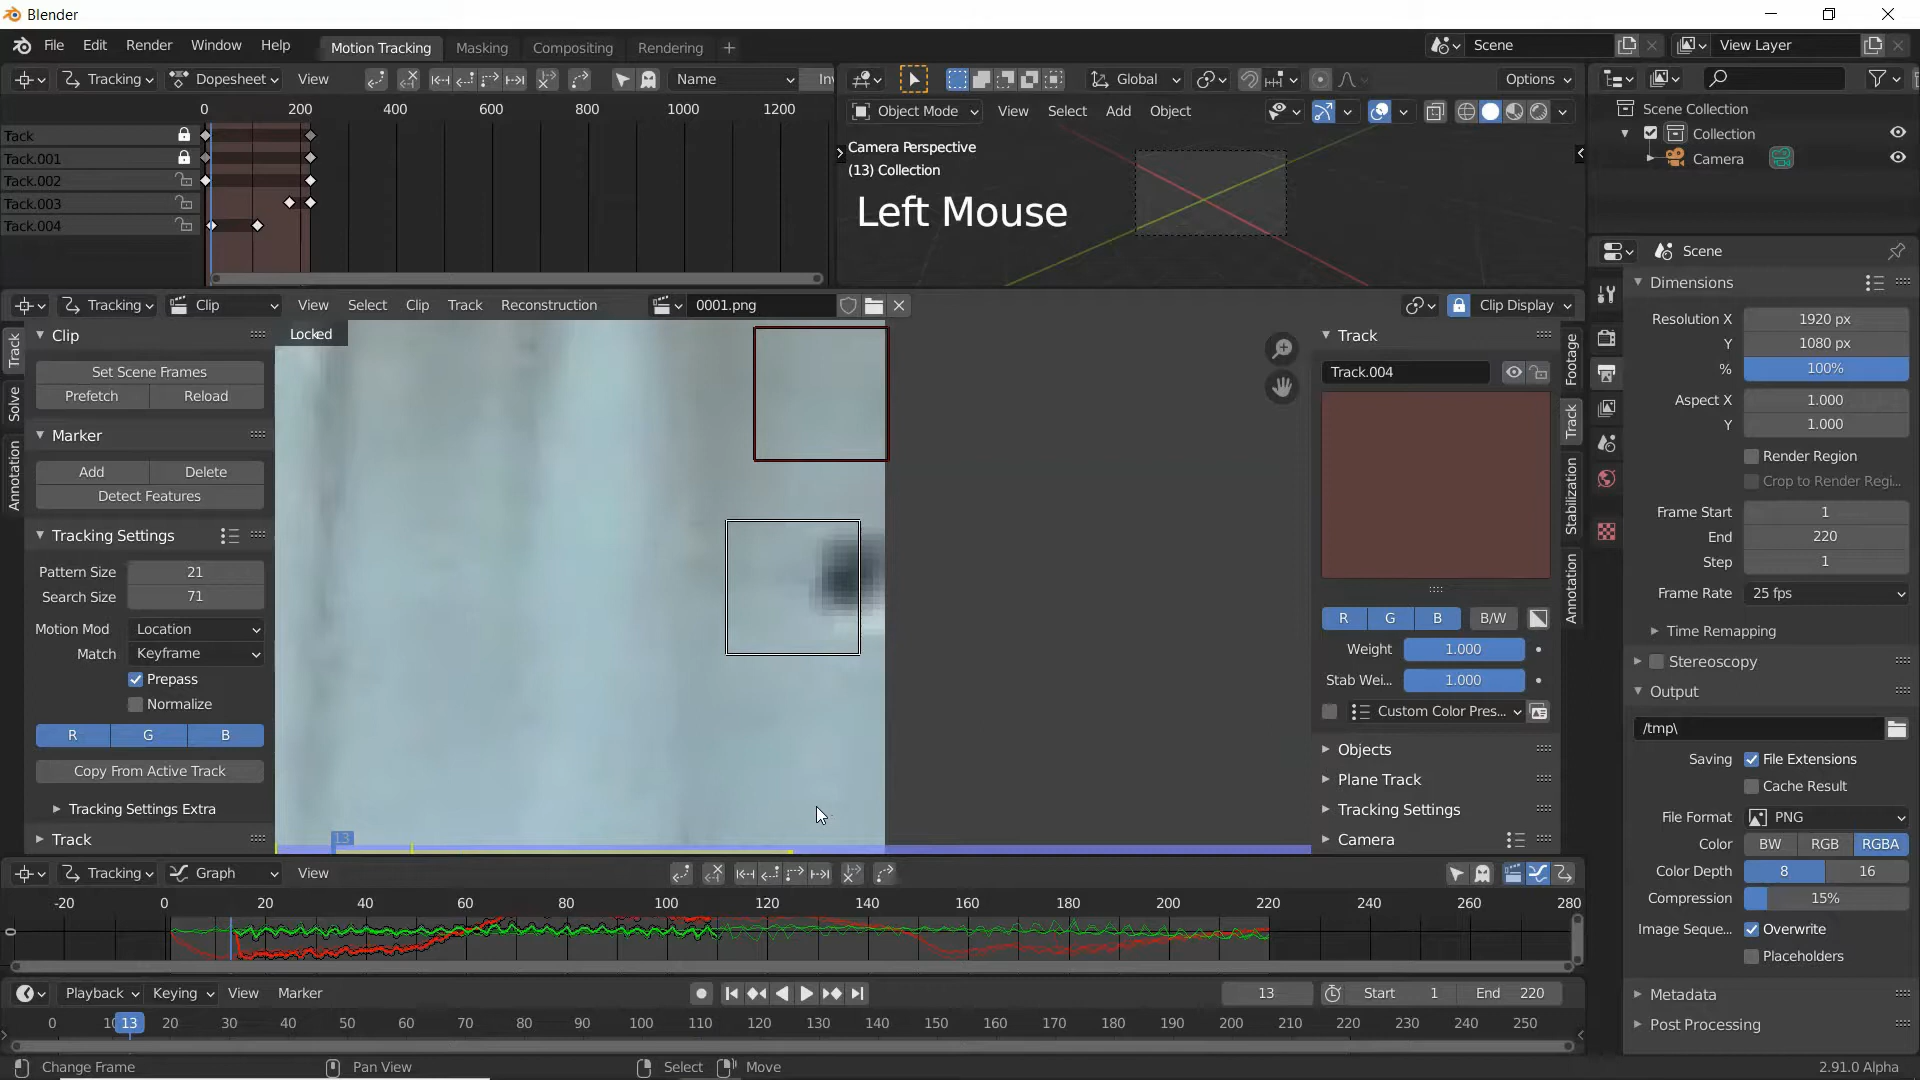 Blender
File Edit Render Window Help Motion Tracking Masking Compositing Rendering + Scene View Layer
Tracking Dopesheet View Name Inv Global Options
0 200 400 600 800 1000 1200
Object Mode View Select Add Object
Tack
Tack.001
Tack.002
Tack.003
Tack.004
Camera Perspective
(13) Collection
Left Mouse
Scene Collection
Collection
Camera
Scene
Tracking Clip View Select Clip Track Reconstruction 0001.png Clip Display
Track
Solve
Annotation
Clip
Set Scene Frames
Prefetch Reload
Marker
Add Delete
Detect Features
Tracking Settings
Pattern Size 21
Search Size 71
Motion Mod Location
Match Keyframe
Prepass
Normalize
R G B
Copy From Active Track
Tracking Settings Extra
Track
Locked
13
Track
Track.004
R G B B/W
Weight 1.000
Stab Wei... 1.000
Custom Color Pres...
Objects
Plane Track
Tracking Settings
Camera
Footage
Track
Stabilization
Annotation
Dimensions
Resolution X 1920 px
Y 1080 px
% 100%
Aspect X 1.000
Y 1.000
Render Region
Crop to Render Regi...
Frame Start 1
End 220
Step 1
Frame Rate 25 fps
Time Remapping
Stereoscopy
Output
/tmp\
Saving File Extensions
Cache Result
File Format PNG
Color BW RGB RGBA
Color Depth 8 16
Compression 15%
Image Seque... Overwrite
Placeholders
Metadata
Post Processing
Tracking Graph View
-20 0 20 40 60 80 100 120 140 160 180 200 220 240 260 280
0
Playback Keying View Marker 13 Start 1 End 220
0 10 13 20 30 40 50 60 70 80 90 100 110 120 130 140 150 160 170 180 190 200 210 220 230 240 250
Change Frame Pan View Select Move 2.91.0 Alpha